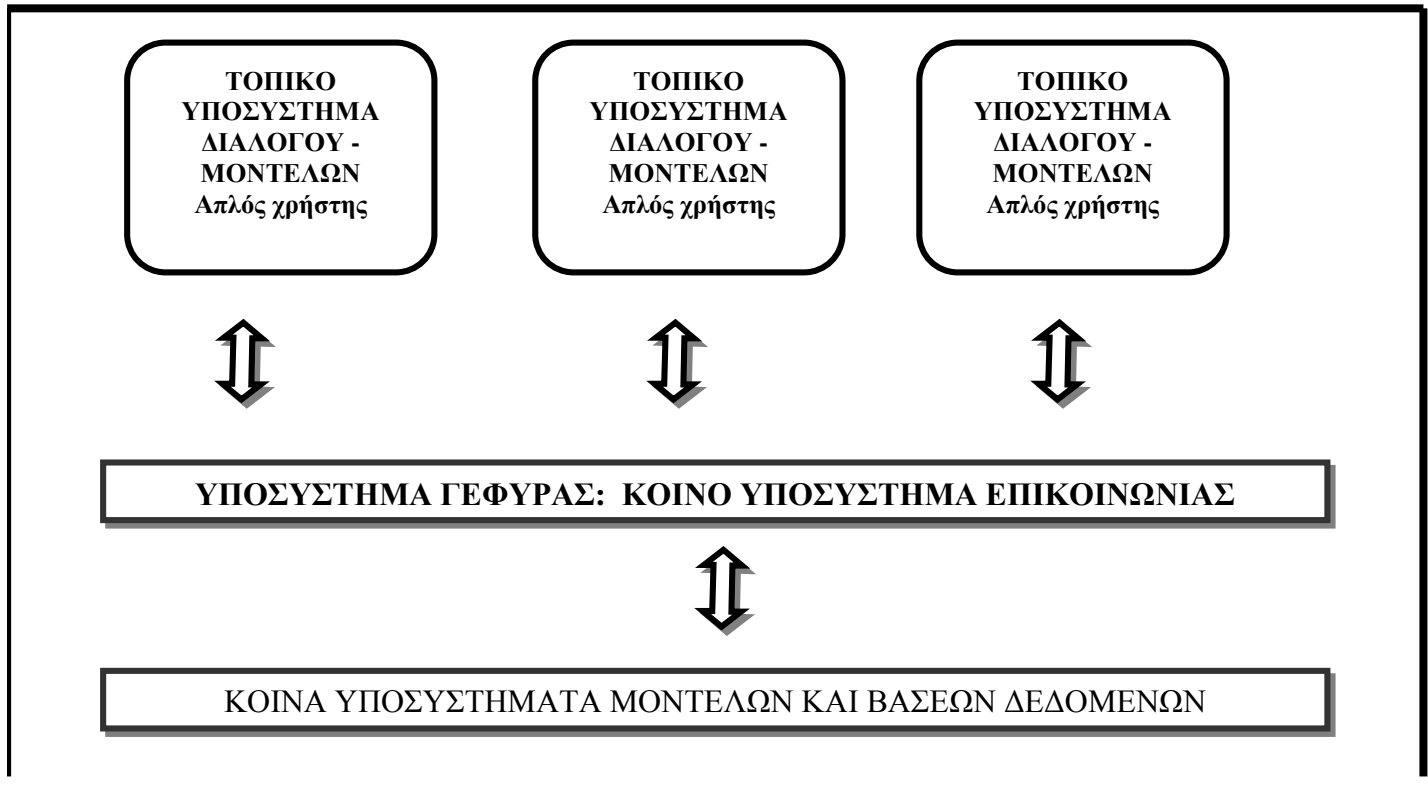 ΤΟΠΙΚΟ
ΥΠΟΣΥΣΤΗΜΑ
ΔΙΑΛΟΓΟΥ -
ΜΟΝΤΕΛΩΝ
Απλός χρήστης
ΤΟΠΙΚΟ
ΥΠΟΣΥΣΤΗΜΑ
ΔΙΑΛΟΓΟΥ -
ΜΟΝΤΕΛΩΝ
Απλός χρήστης
ΤΟΠΙΚΟ
ΥΠΟΣΥΣΤΗΜΑ
ΔΙΑΛΟΓΟΥ -
ΜΟΝΤΕΛΩΝ
Απλός χρήστης
ΥΠΟΣΥΣΤΗΜΑ ΓΕΦΥΡΑΣ: ΚΟΙΝΟ ΥΠΟΣΥΣΤΗΜΑ ΕΠΙΚΟΙΝΩΝΙΑΣ
ΚΟΙΝΑ ΥΠΟΣΥΣΤΗΜΑΤΑ ΜΟΝΤΕΛΩΝ ΚΑΙ ΒΑΣΕΩΝ ΔΕΔΟΜΕΝΩΝ